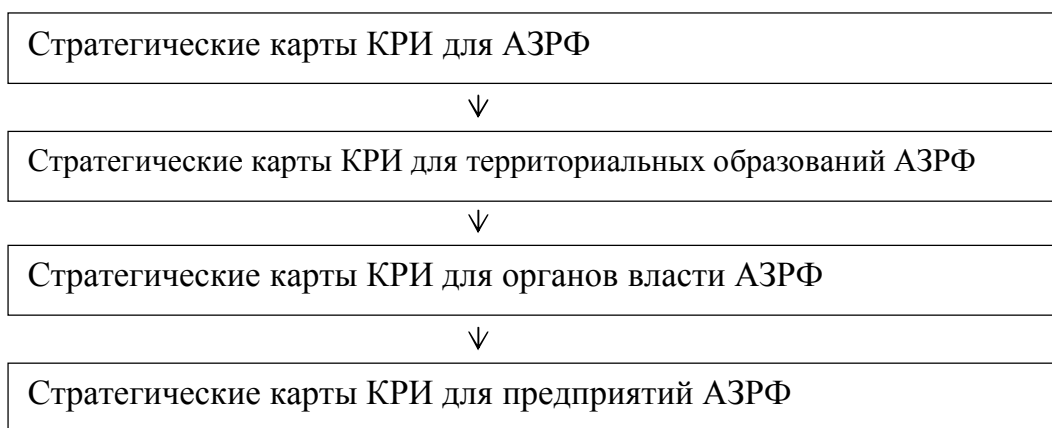 Стратегические карты КРИ для АЗРФ
Стратегические карты КРИ для территориальных образований АЗРФ
Стратегические карты КРИ для органов власти АЗРФ
Стратегические карты КРИ для предприятий АЗРФ